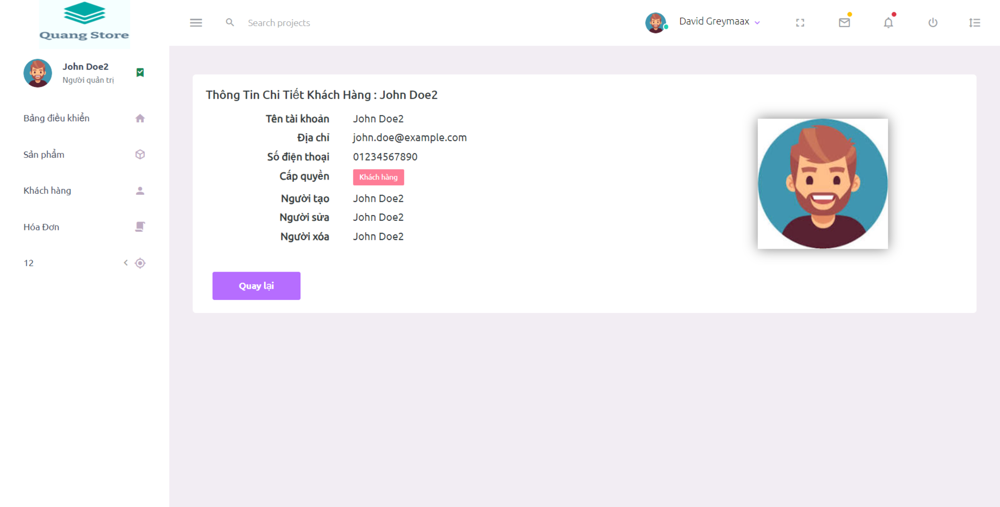 Quang Store
Search projects
David Greymaax
John Doe2
Người quản trị
Bảng điều khiển
Sản phẩm
Khách hàng
Hóa Đơn
12
Thông Tin Chi Tiết Khách Hàng : John Doe2
Tên tài khoản John Doe2
Địa chỉ john.doe@example.com
Số điện thoại 01234567890
Cấp quyền Khách hàng
Người tạo John Doe2
Người sửa John Doe2
Người xóa John Doe2
Quay lại